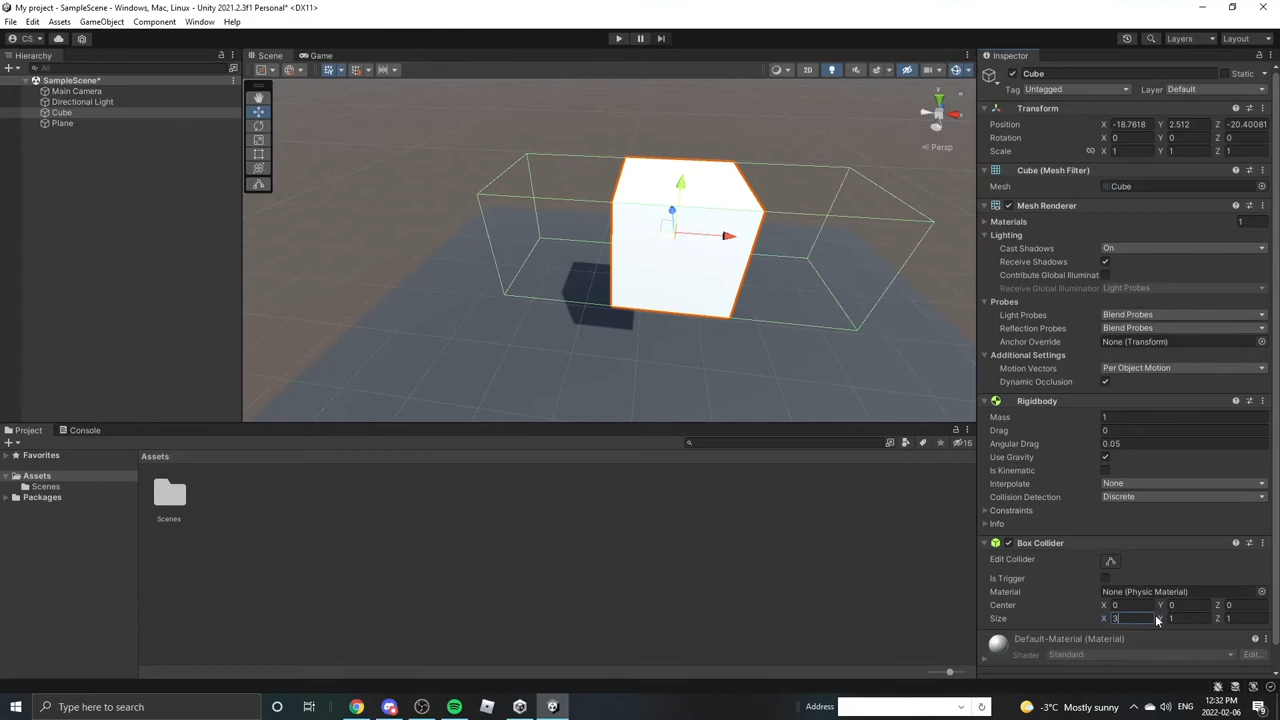 My project - SampleScene - Windows, Mac, Linux - Unity 2021.2.3f1 Personal* <DX11>
File Edit Assets GameObject Component Window Help
CS Layers Layout
Hierarchy Scene Game Inspector
All 2D Cube Static
SampleScene* Tag Untagged Layer Default
Main Camera
Directional Light
Cube
Plane
y
x
Persp
Transform
Position X -18.7618 Y 2.512 Z -20.40081
Rotation X 0 Y 0 Z 0
Scale X 1 Y 1 Z 1
Cube (Mesh Filter)
Mesh Cube
Mesh Renderer
Materials 1
Lighting
Cast Shadows On
Receive Shadows
Contribute Global Illuminat
Receive Global Illumination Light Probes
Probes
Light Probes Blend Probes
Reflection Probes Blend Probes
Anchor Override None (Transform)
Additional Settings
Motion Vectors Per Object Motion
Dynamic Occlusion
Rigidbody
Mass 1
Drag 0
Angular Drag 0.05
Use Gravity
Is Kinematic
Interpolate None
Collision Detection Discrete
Constraints
Info
Box Collider
Edit Collider
Is Trigger
Material None (Physic Material)
Center X 0 Y 0 Z 0
Size X 3 1 Z 1
Default-Material (Material)
Shader Standard Edit...
Project Console
16
Favorites Assets
Assets
Scenes
Packages
Scenes
Type here to search Address -3°C Mostly sunny ENG 12:32 PM
2022-02-06